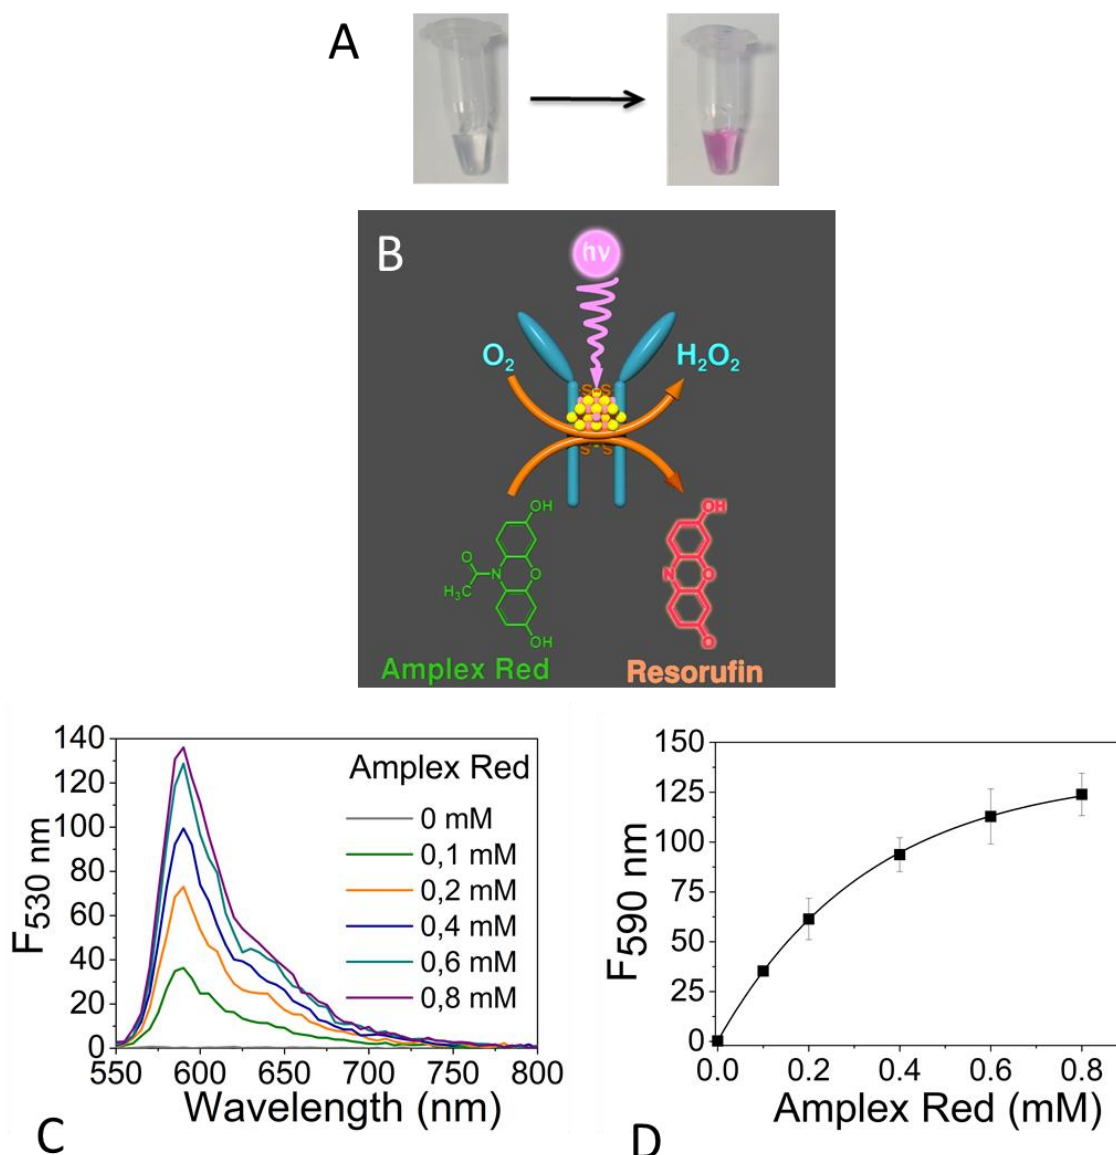 A
B
hν
O₂
H₂O₂
S S
S S
OH
O
N
O
H₃C
OH
OH
N
O
O
Amplex Red
Resorufin
F530 nm
140
120
100
80
60
40
20
0
550 600 650 700 750 800
Wavelength (nm)
Amplex Red
0 mM
0,1 mM
0,2 mM
0,4 mM
0,6 mM
0,8 mM
C
F590 nm
150
125
100
75
50
25
0
0.0 0.2 0.4 0.6 0.8
Amplex Red (mM)
D